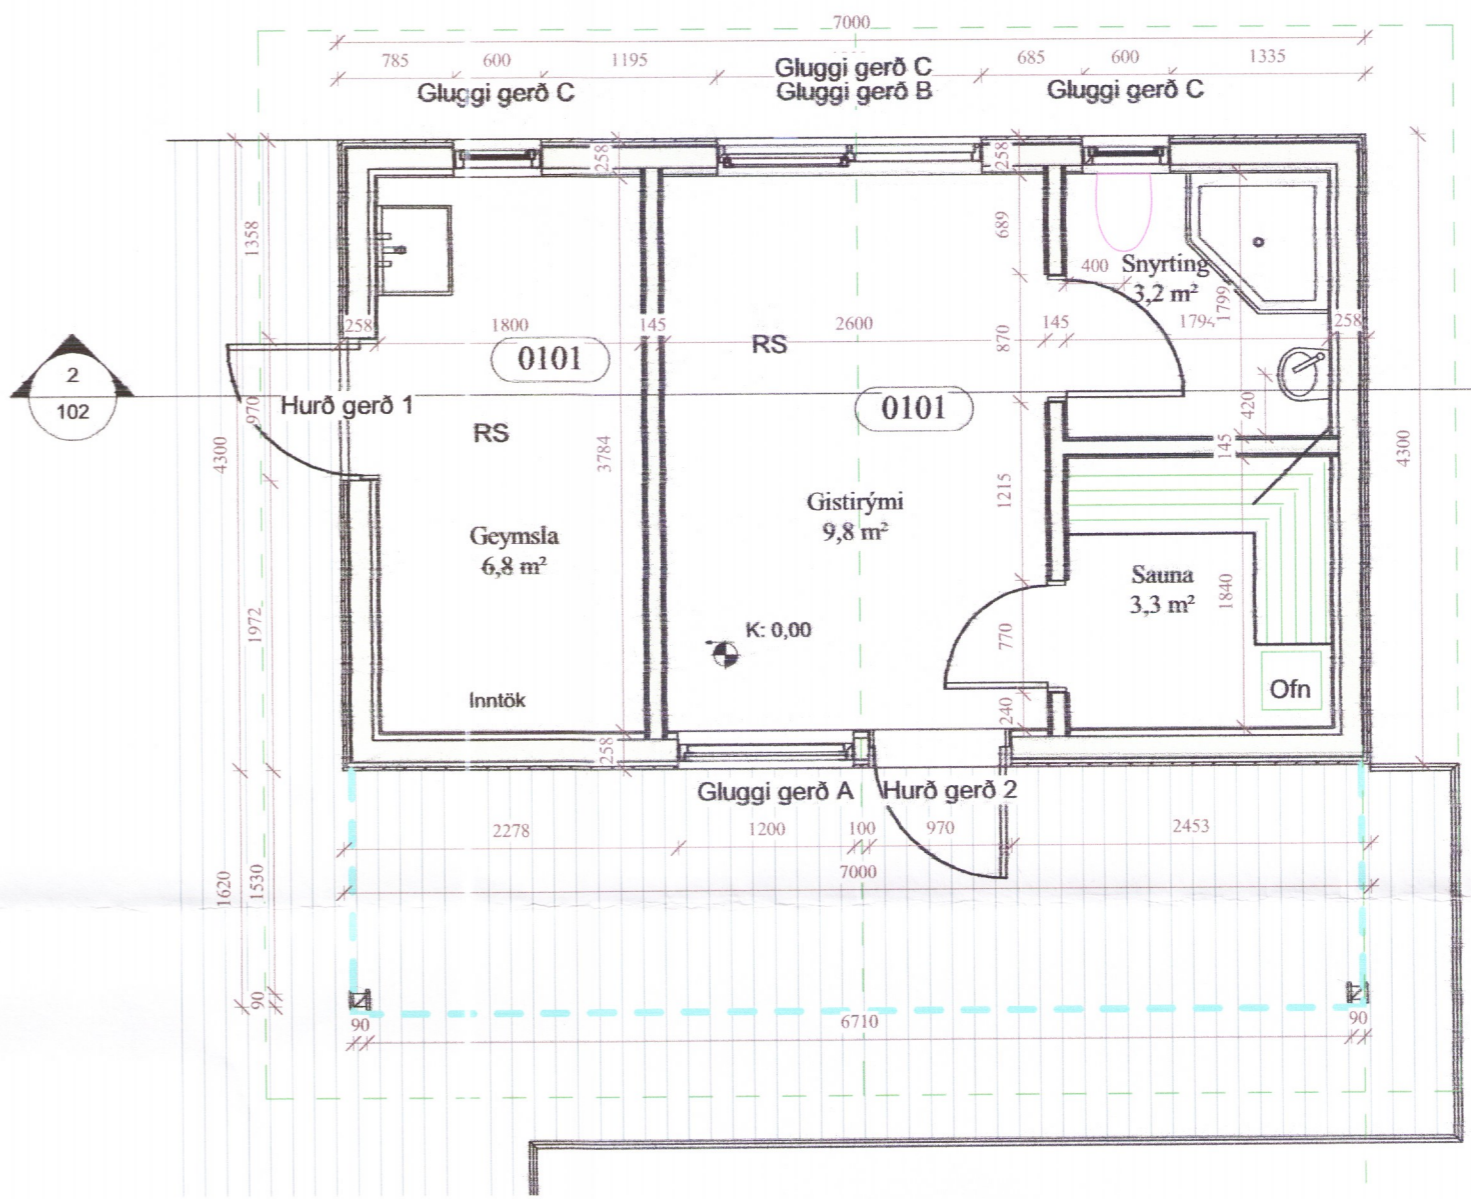 7000
785 600 1195 685 600 1335
Gluggi gerð C
Gluggi gerð C
Gluggi gerð B
Gluggi gerð C
258
258
1358
689
400
Snyrting
3,2 m²
1799
258
1800
145
2600
145
1794
258
RS
870
0101
0101
2
102
Hurð gerð 1
970
RS
420
4300
3784
145
4300
1215
Gistirými
9,8 m²
Geymsla
6,8 m²
Sauna
3,3 m²
1840
1972
K: 0,00
770
Inntök
240
Ofn
258
Gluggi gerð A
Hurð gerð 2
2278 1200 100 970 2453
7000
1620
1530
90
90
6710
90